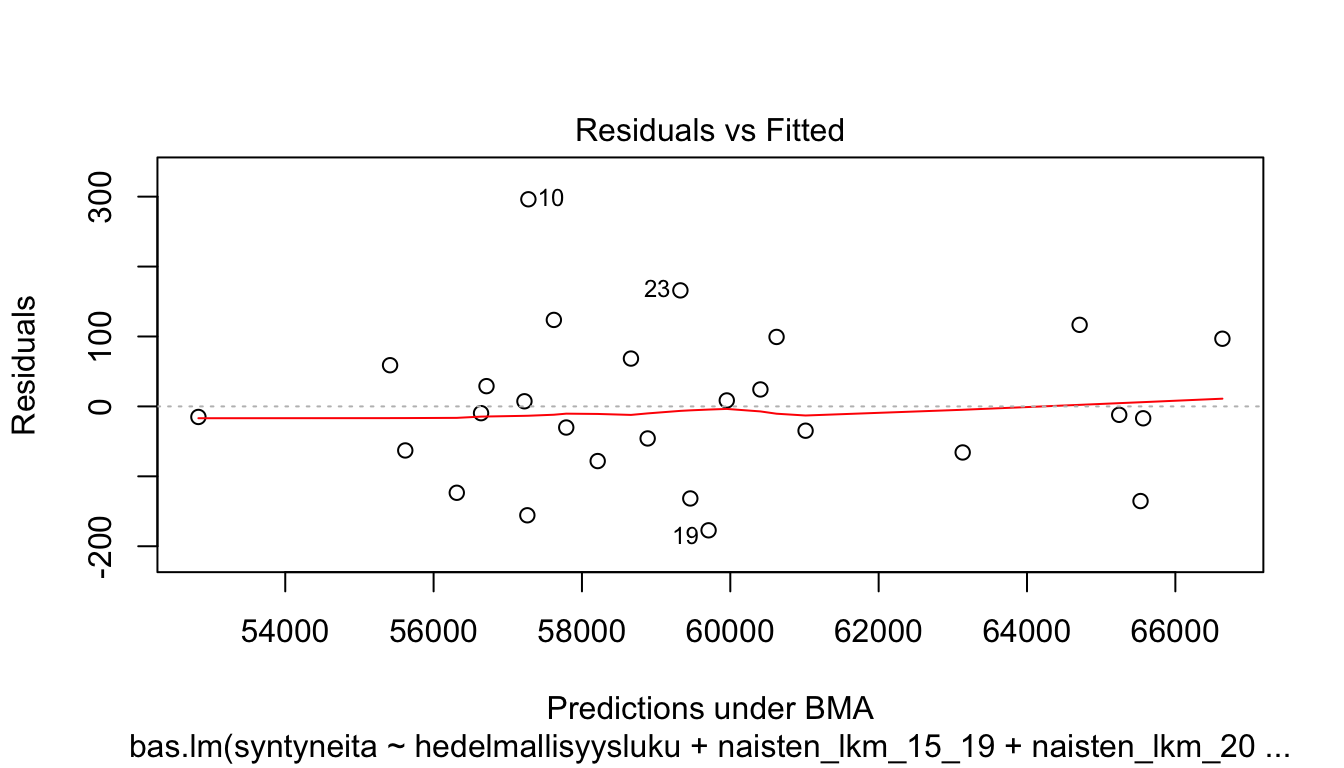 Residuals vs Fitted
300
100
0
-200
Residuals
10
23
19
54000 56000 58000 60000 62000 64000 66000
Predictions under BMA
bas.lm(syntyneita ~ hedelmallisyysluku + naisten_lkm_15_19 + naisten_lkm_20 ...